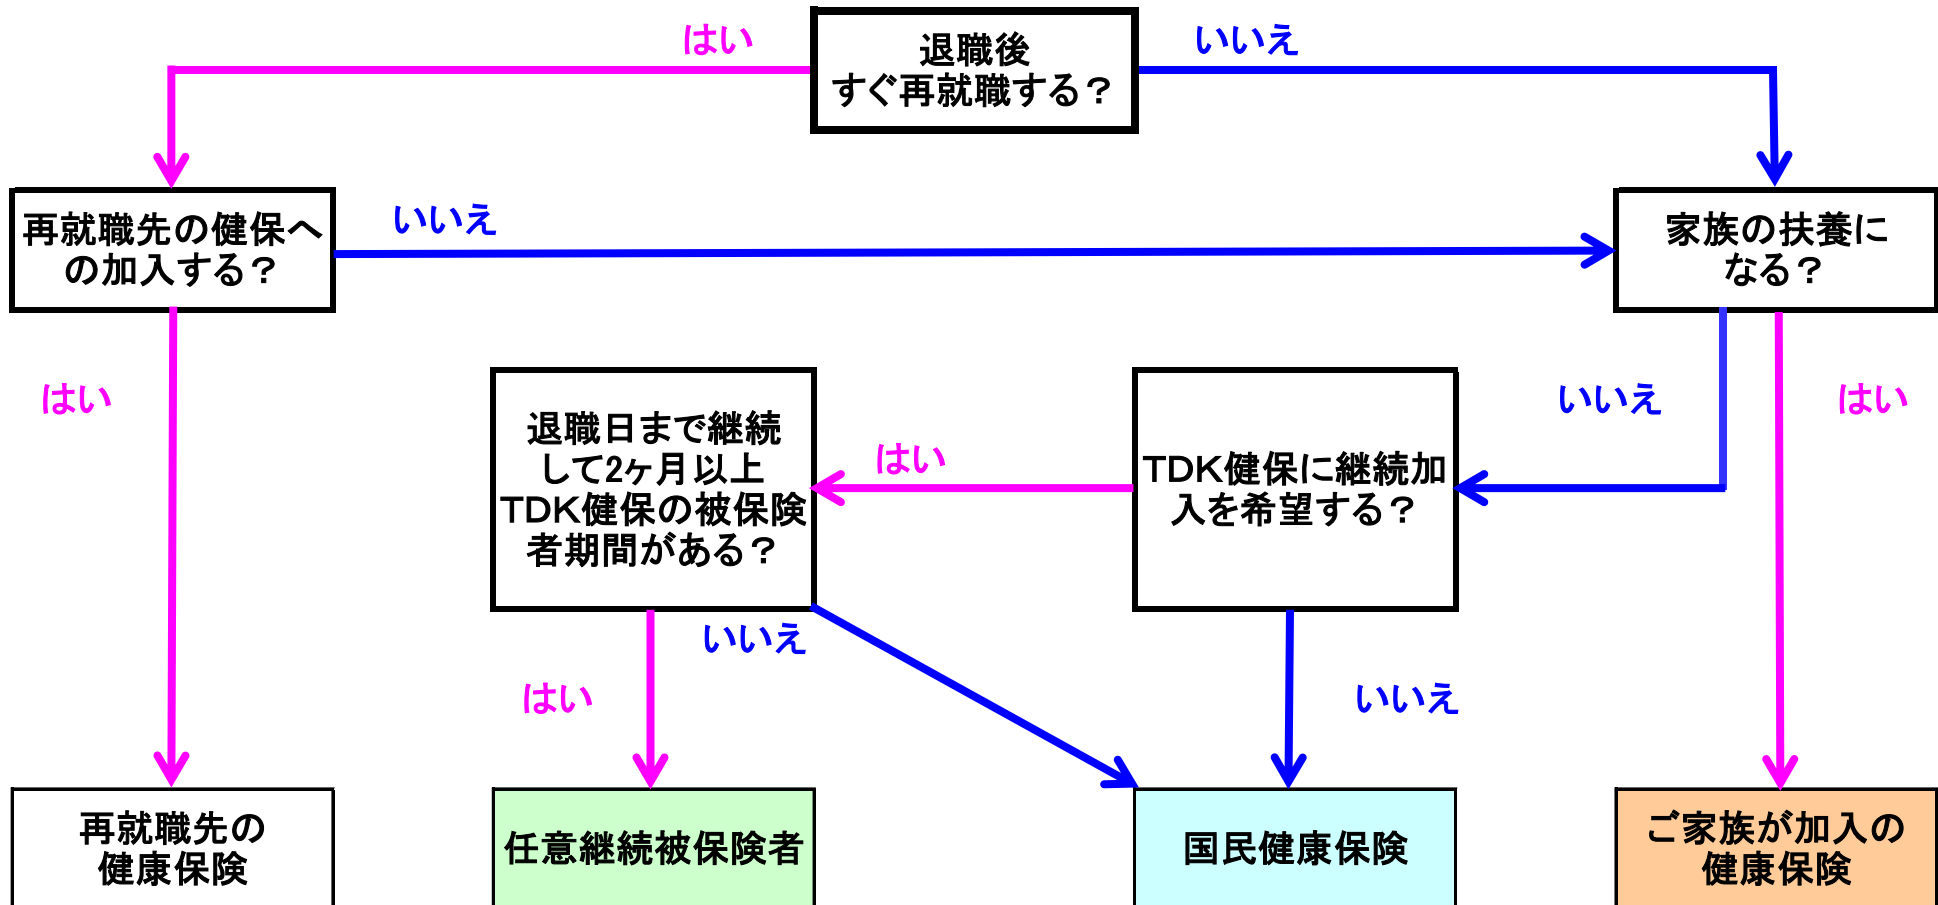 はい
退職後
すぐ再就職する？
いいえ
再就職先の健保へ
の加入する？
いいえ
家族の扶養に
なる？
はい
退職日まで継続
して2ヶ月以上
TDK健保の被保険
者期間がある？
はい
TDK健保に継続加
入を希望する？
いいえ
はい
いいえ
はい
いいえ
再就職先の
健康保険
任意継続被保険者
国民健康保険
ご家族が加入の
健康保険